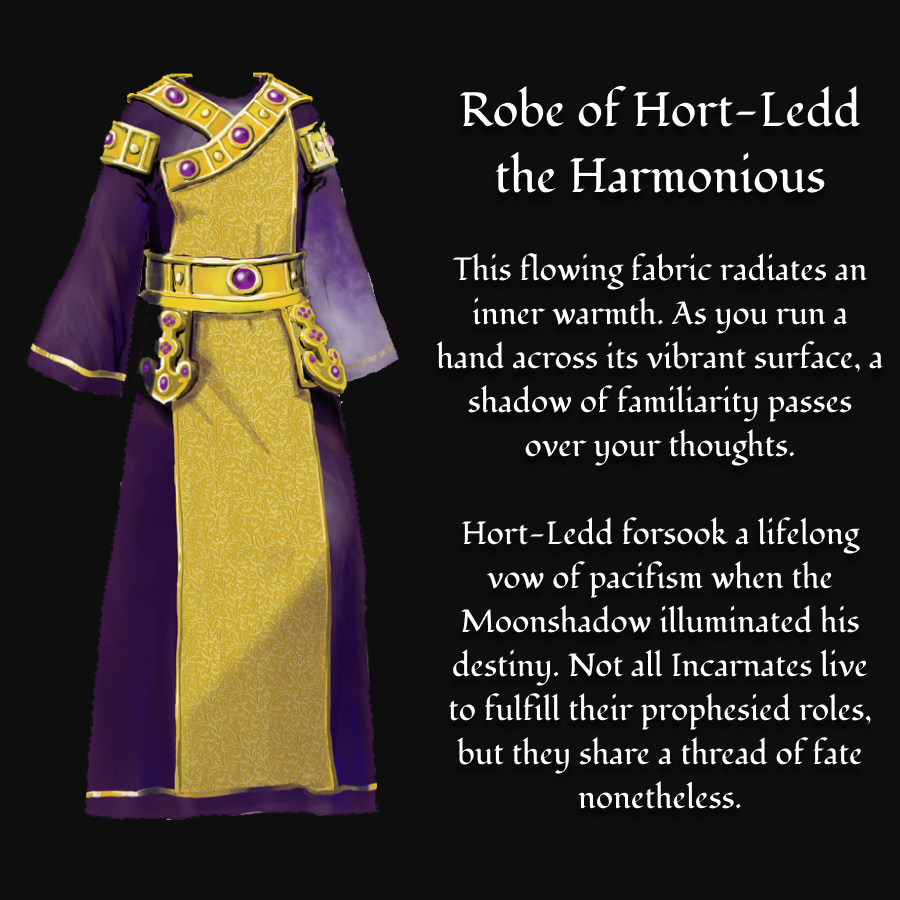 Robe of Hort-Ledd
the Harmonious
This flowing fabric radiates an
inner warmth. As you run a
hand across its vibrant surface, a
shadow of familiarity passes
over your thoughts.
Hort-Ledd forsook a lifelong
vow of pacifism when the
Moonshadow illuminated his
destiny. Not all Incarnates live
to fulfill their prophesied roles,
but they share a thread of fate
nonetheless.